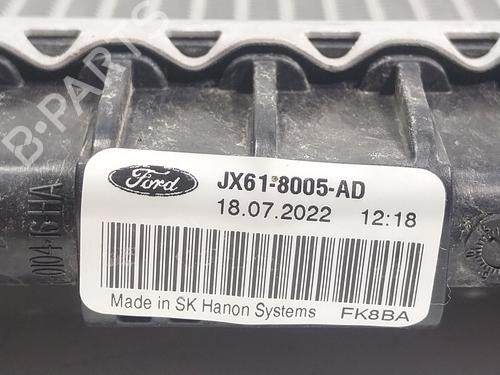 B-PARTS
Ford
JX61-8005-AD
18.07.2022 12:18
Made in SK Hanon Systems FK8BA